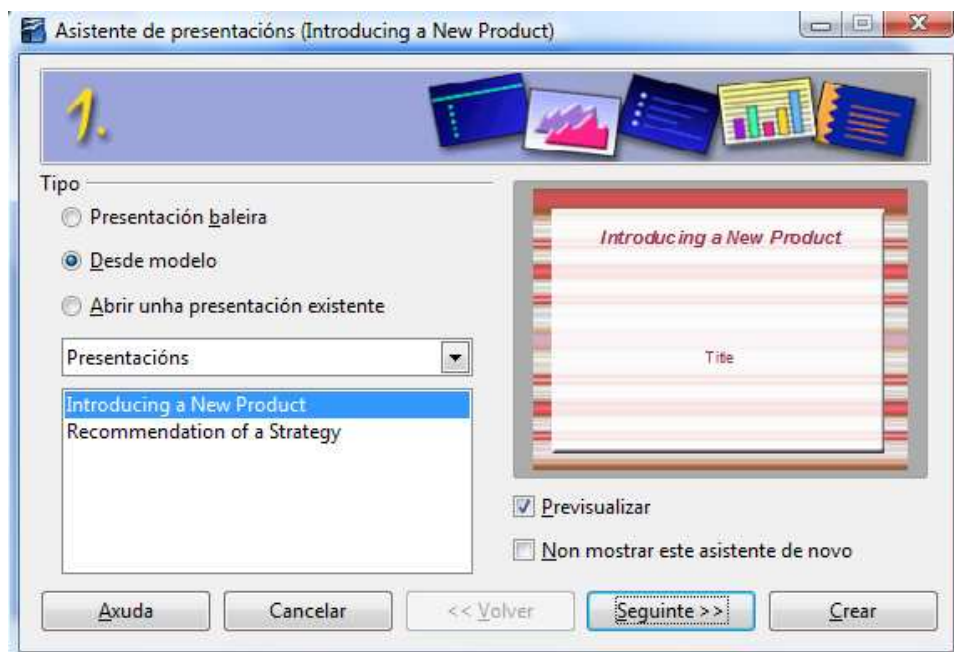 Asistente de presentacións (Introducing a New Product)
1.
Tipo
Presentación baleira
Desde modelo
Abrir unha presentación existente
Presentacións
Introducing a New Product
Recommendation of a Strategy
Introducing a New Product
Title
Previsualizar
Non mostrar este asistente de novo
Axuda Cancelar << Volver Seguinte >> Crear